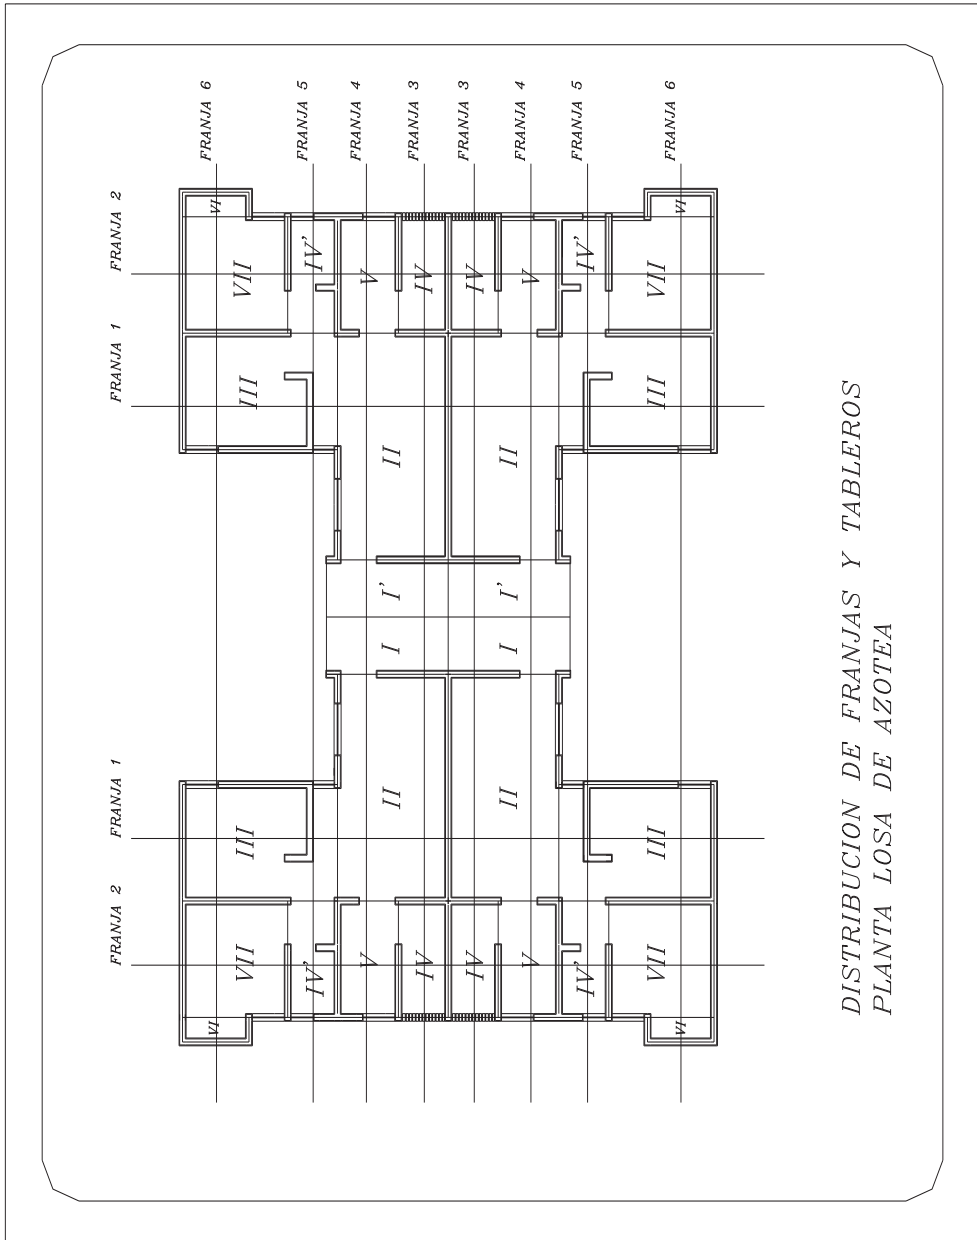 FRANJA 2 FRANJA 1 FRANJA 1 FRANJA 2
VI VII III III VII VI FRANJA 6
IV' IV' FRANJA 5
V II I I' II V FRANJA 4
IV IV FRANJA 3
IV IV FRANJA 3
V II I I' II V FRANJA 4
IV' IV' FRANJA 5
VI VII III III VII VI FRANJA 6
DISTRIBUCION DE FRANJAS Y TABLEROS
PLANTA LOSA DE AZOTEA